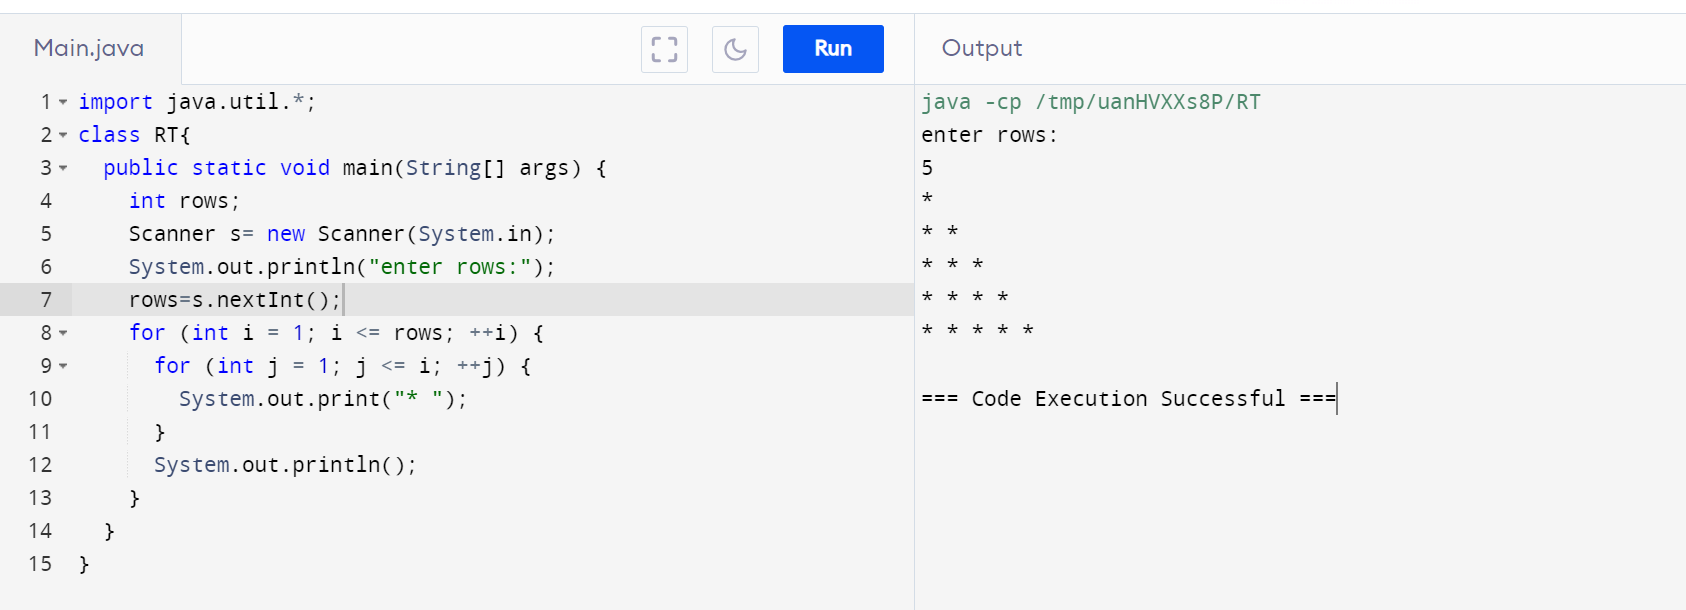 Main.java
Run
Output
1 import java.util.*;
2 class RT{
3 public static void main(String[] args) {
4 int rows;
5 Scanner s= new Scanner(System.in);
6 System.out.println("enter rows:");
7 rows=s.nextInt();
8 for (int i = 1; i <= rows; ++i) {
9 for (int j = 1; j <= i; ++j) {
10 System.out.print("* ");
11 }
12 System.out.println();
13 }
14 }
15 }
java -cp /tmp/uanHVXXs8P/RT
enter rows:
5
*
* *
* * *
* * * *
* * * * *
=== Code Execution Successful ===